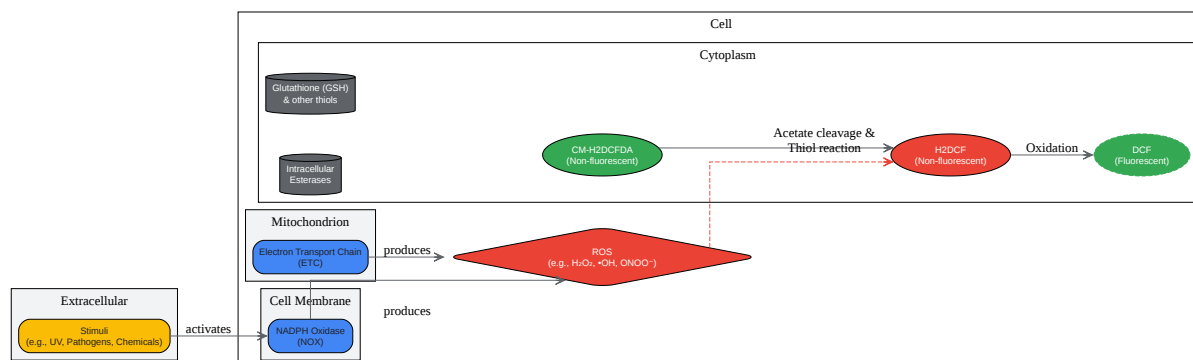 Cell
Cytoplasm
Glutathione (GSH)
& other thiols
Intracellular
Esterases
CM-H2DCFDA
(Non-fluorescent)
Acetate cleavage &
Thiol reaction
H2DCF
(Non-fluorescent)
Oxidation
DCF
(Fluorescent)
Mitochondrion
Electron Transport Chain
(ETC)
produces
ROS
(e.g., H₂O₂, •OH, ONOO⁻)
Extracellular
Stimuli
(e.g., UV, Pathogens, Chemicals)
activates
Cell Membrane
NADPH Oxidase
(NOX)
produces